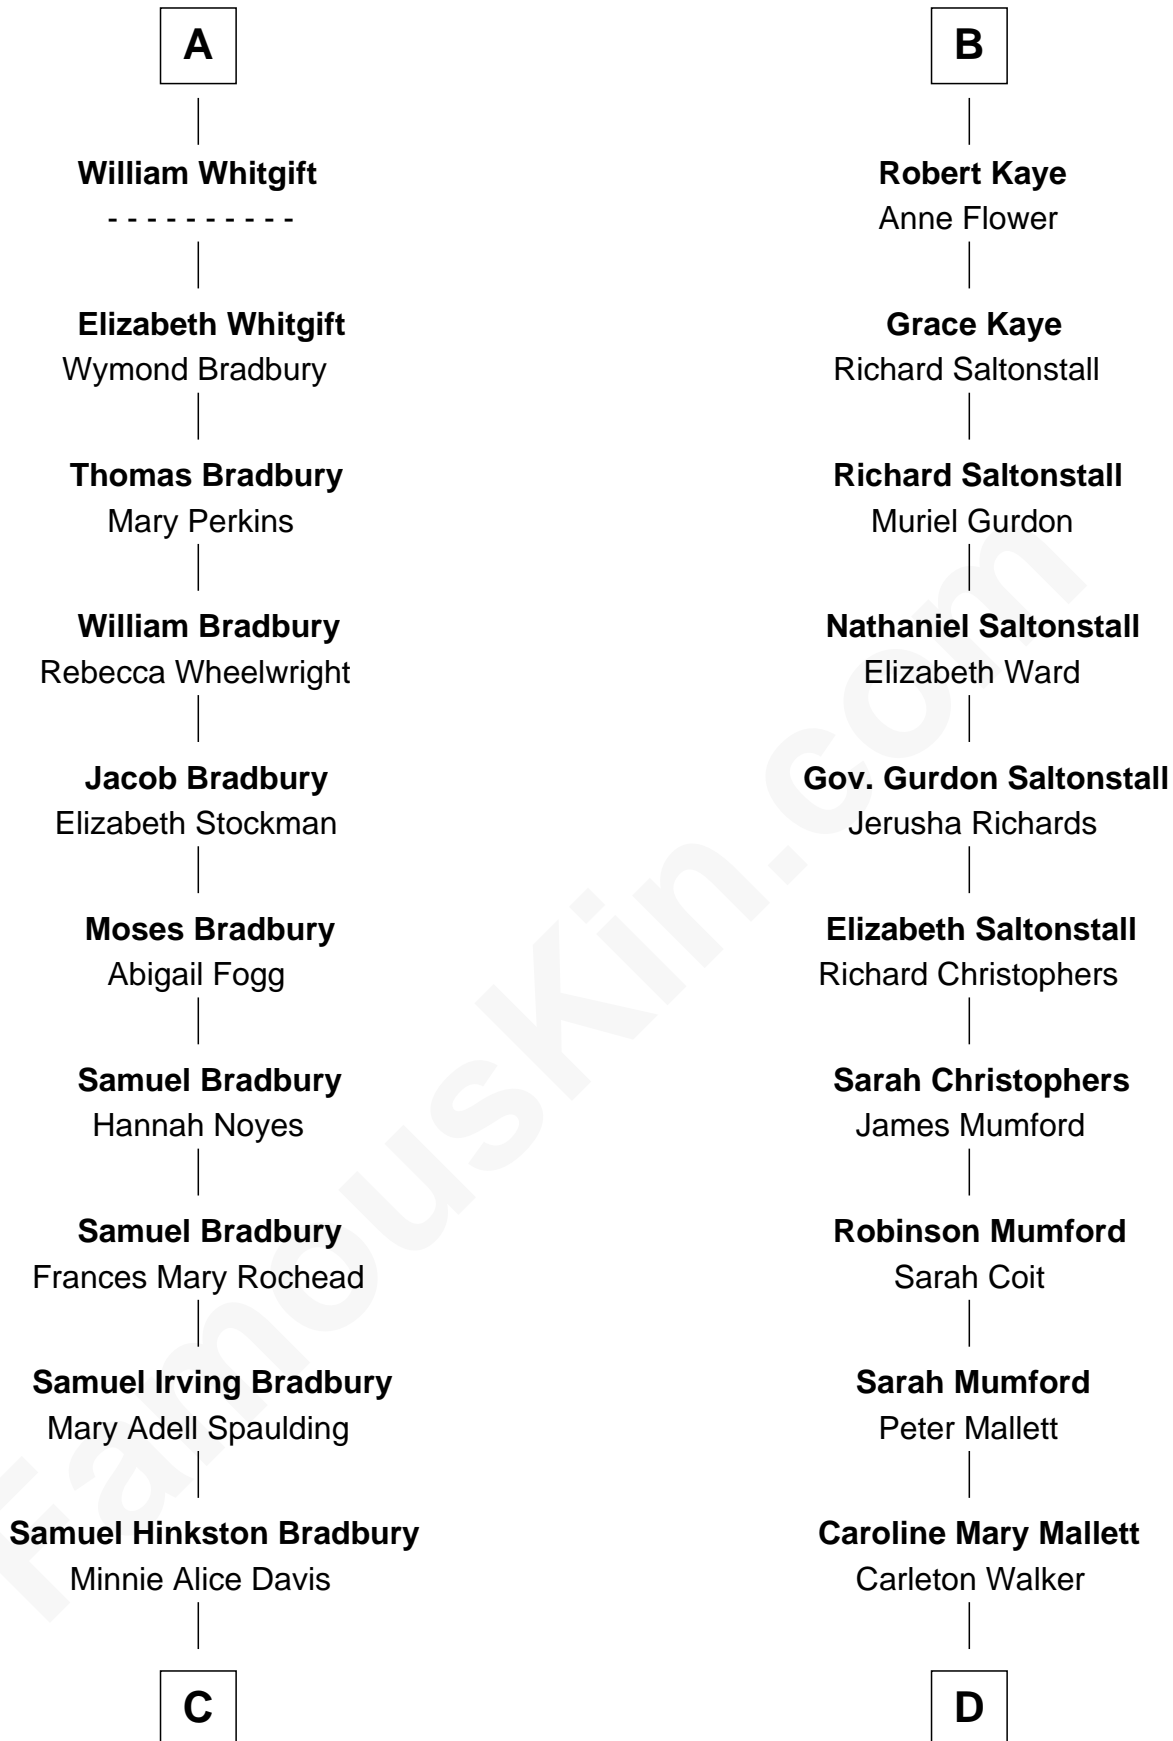 A
William Whitgift
- - - - - - - - - -
Elizabeth Whitgift
Wymond Bradbury
Thomas Bradbury
Mary Perkins
William Bradbury
Rebecca Wheelwright
Jacob Bradbury
Elizabeth Stockman
Moses Bradbury
Abigail Fogg
Samuel Bradbury
Hannah Noyes
Samuel Bradbury
Frances Mary Rochead
Samuel Irving Bradbury
Mary Adell Spaulding
Samuel Hinkston Bradbury
Minnie Alice Davis
C
B
Robert Kaye
Anne Flower
Grace Kaye
Richard Saltonstall
Richard Saltonstall
Muriel Gurdon
Nathaniel Saltonstall
Elizabeth Ward
Gov. Gurdon Saltonstall
Jerusha Richards
Elizabeth Saltonstall
Richard Christophers
Sarah Christophers
James Mumford
Robinson Mumford
Sarah Coit
Sarah Mumford
Peter Mallett
Caroline Mary Mallett
Carleton Walker
D
FamousKin.com